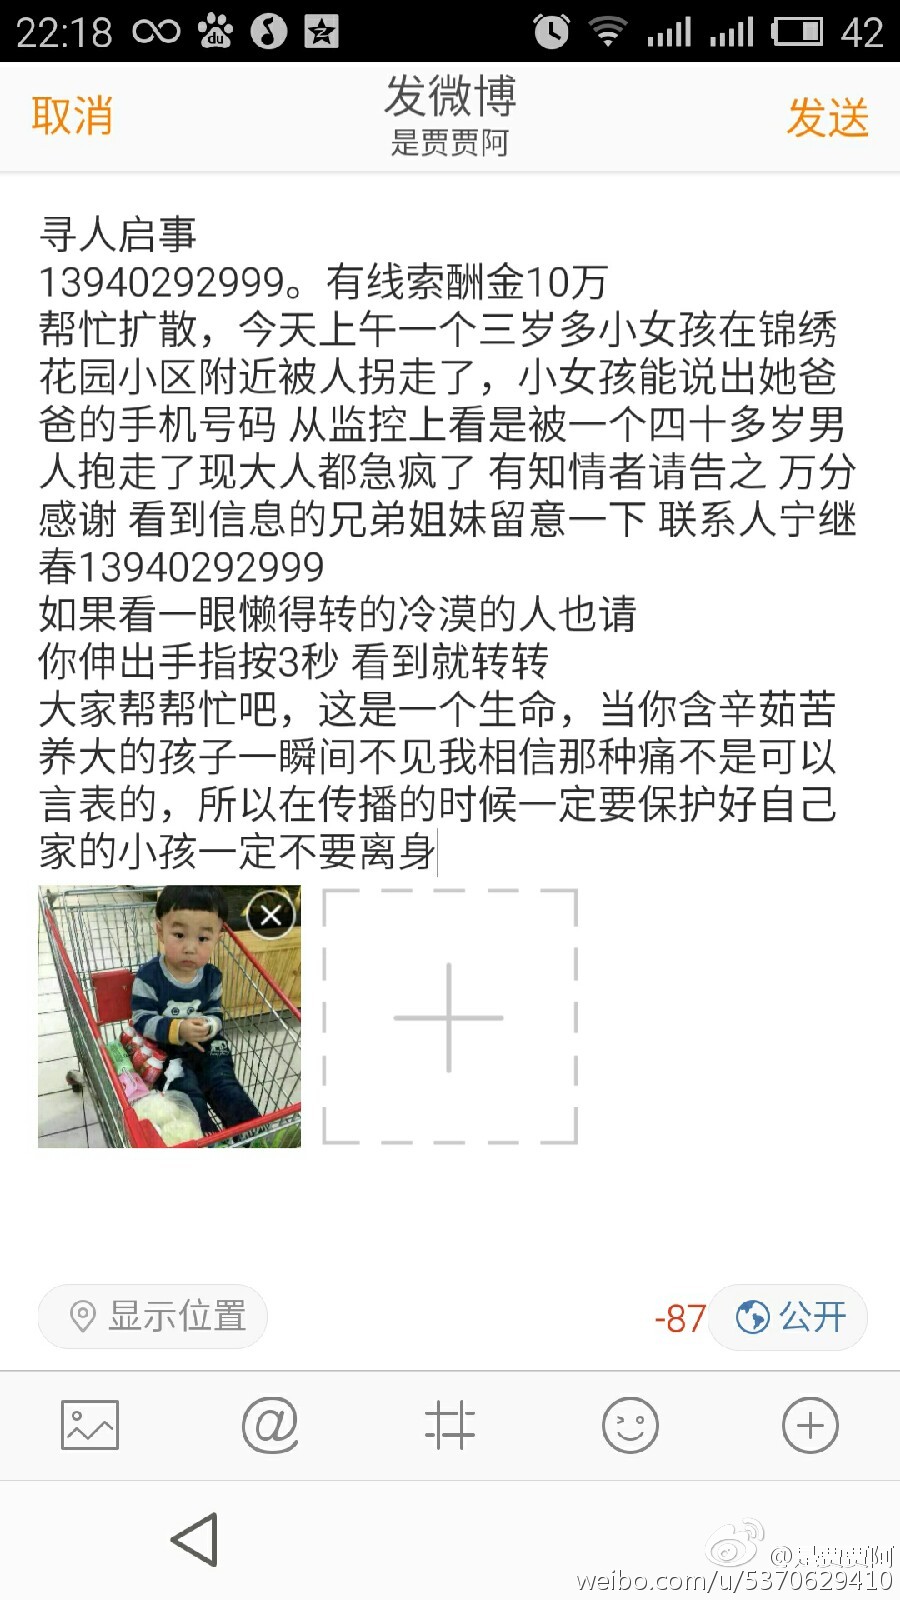 22:18
du
42
取消
发微博
发送
是贾贾阿
寻人启事
13940292999。有线索酬金10万
帮忙扩散，今天上午一个三岁多小女孩在锦绣
花园小区附近被人拐走了，小女孩能说出她爸
爸的手机号码 从监控上看是被一个四十多岁男
人抱走了现大人都急疯了 有知情者请告之 万分
感谢 看到信息的兄弟姐妹留意一下 联系人宁继
春13940292999
如果看一眼懒得转的冷漠的人也请
你伸出手指按3秒 看到就转转
大家帮帮忙吧，这是一个生命，当你含辛茹苦
养大的孩子一瞬间不见我相信那种痛不是可以
言表的，所以在传播的时候一定要保护好自己
家的小孩一定不要离身
显示位置
-87
公开
@是贾贾阿
weibo.com/u/5370629410